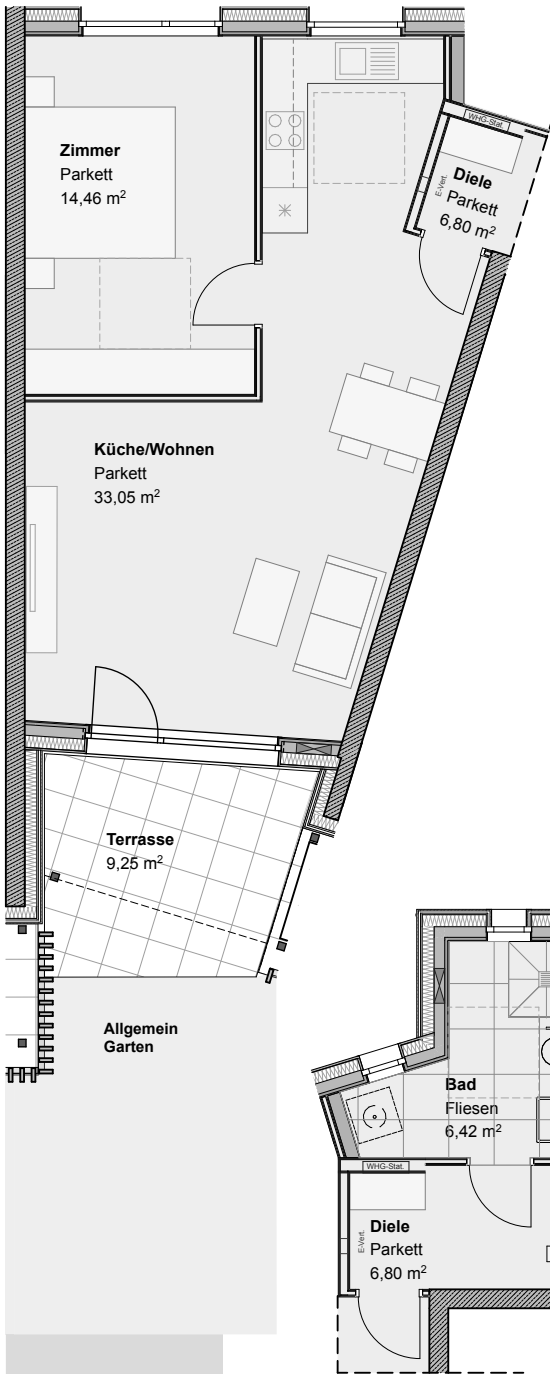 Zimmer
Parkett
14,46 m²
WHG-Stat.
E-Vert.
Diele
Parkett
6,80 m²
Küche/Wohnen
Parkett
33,05 m²
Terrasse
9,25 m²
Allgemein
Garten
Bad
Fliesen
6,42 m²
WHG-Stat.
E-Vert.
Diele
Parkett
6,80 m²